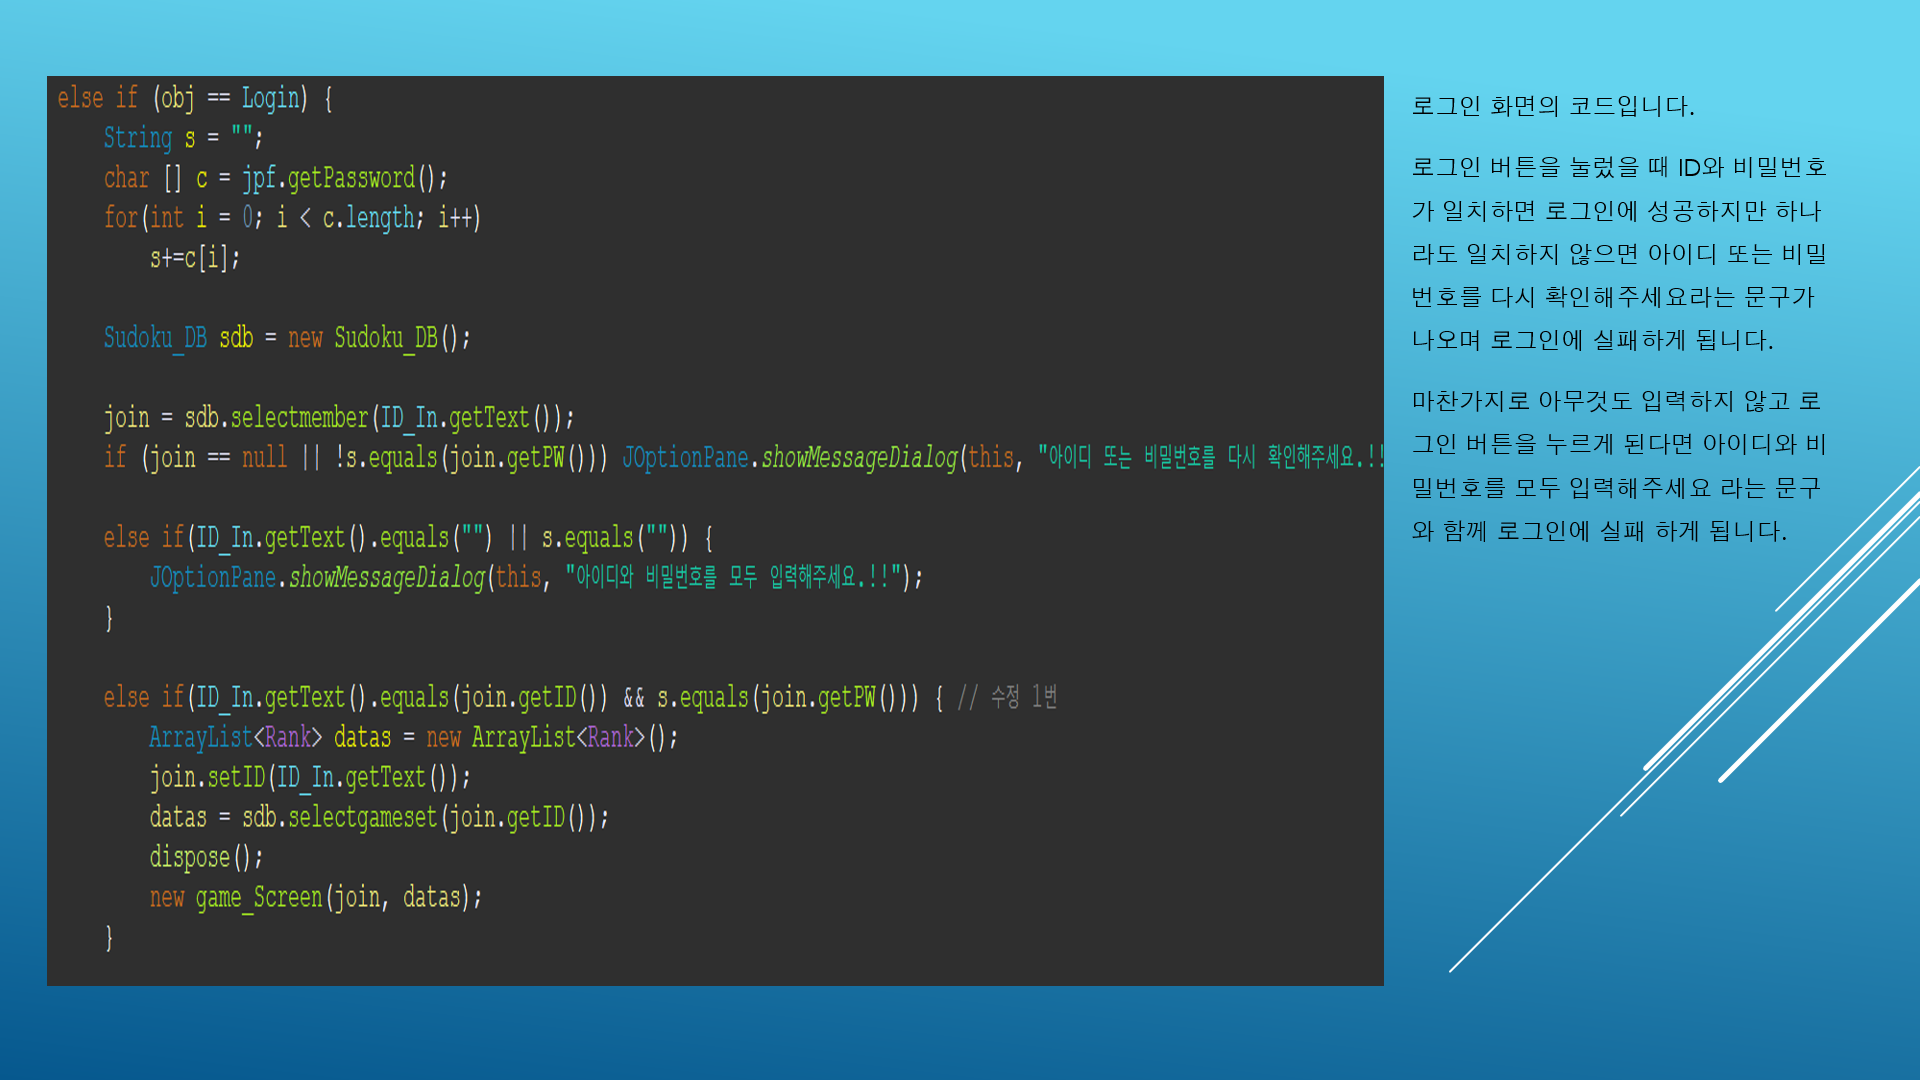 else if (obj == Login) {
String s = "";
char [] c = jpf.getPassword();
for(int i = 0; i < c.length; i++)
s+=c[i];
Sudoku_DB sdb = new Sudoku_DB();
join = sdb.selectmember(ID_In.getText());
if (join == null || !s.equals(join.getPW())) JOptionPane.showMessageDialog(this, "아이디 또는 비밀번호를 다시 확인해주세요.!!
else if(ID_In.getText().equals("") || s.equals("")) {
JOptionPane.showMessageDialog(this, "아이디와 비밀번호를 모두 입력해주세요.!!");
}
else if(ID_In.getText().equals(join.getID()) && s.equals(join.getPW())) { // 수정 1번
ArrayList<Rank> datas = new ArrayList<Rank>();
join.setID(ID_In.getText());
datas = sdb.selectgameset(join.getID());
dispose();
new game_Screen(join, datas);
}
로그인 화면의 코드입니다.
로그인 버튼을 눌렀을 때 ID와 비밀번호
가 일치하면 로그인에 성공하지만 하나
라도 일치하지 않으면 아이디 또는 비밀
번호를 다시 확인해주세요라는 문구가
나오며 로그인에 실패하게 됩니다.
마찬가지로 아무것도 입력하지 않고 로
그인 버튼을 누르게 된다면 아이디와 비
밀번호를 모두 입력해주세요 라는 문구
와 함께 로그인에 실패 하게 됩니다.